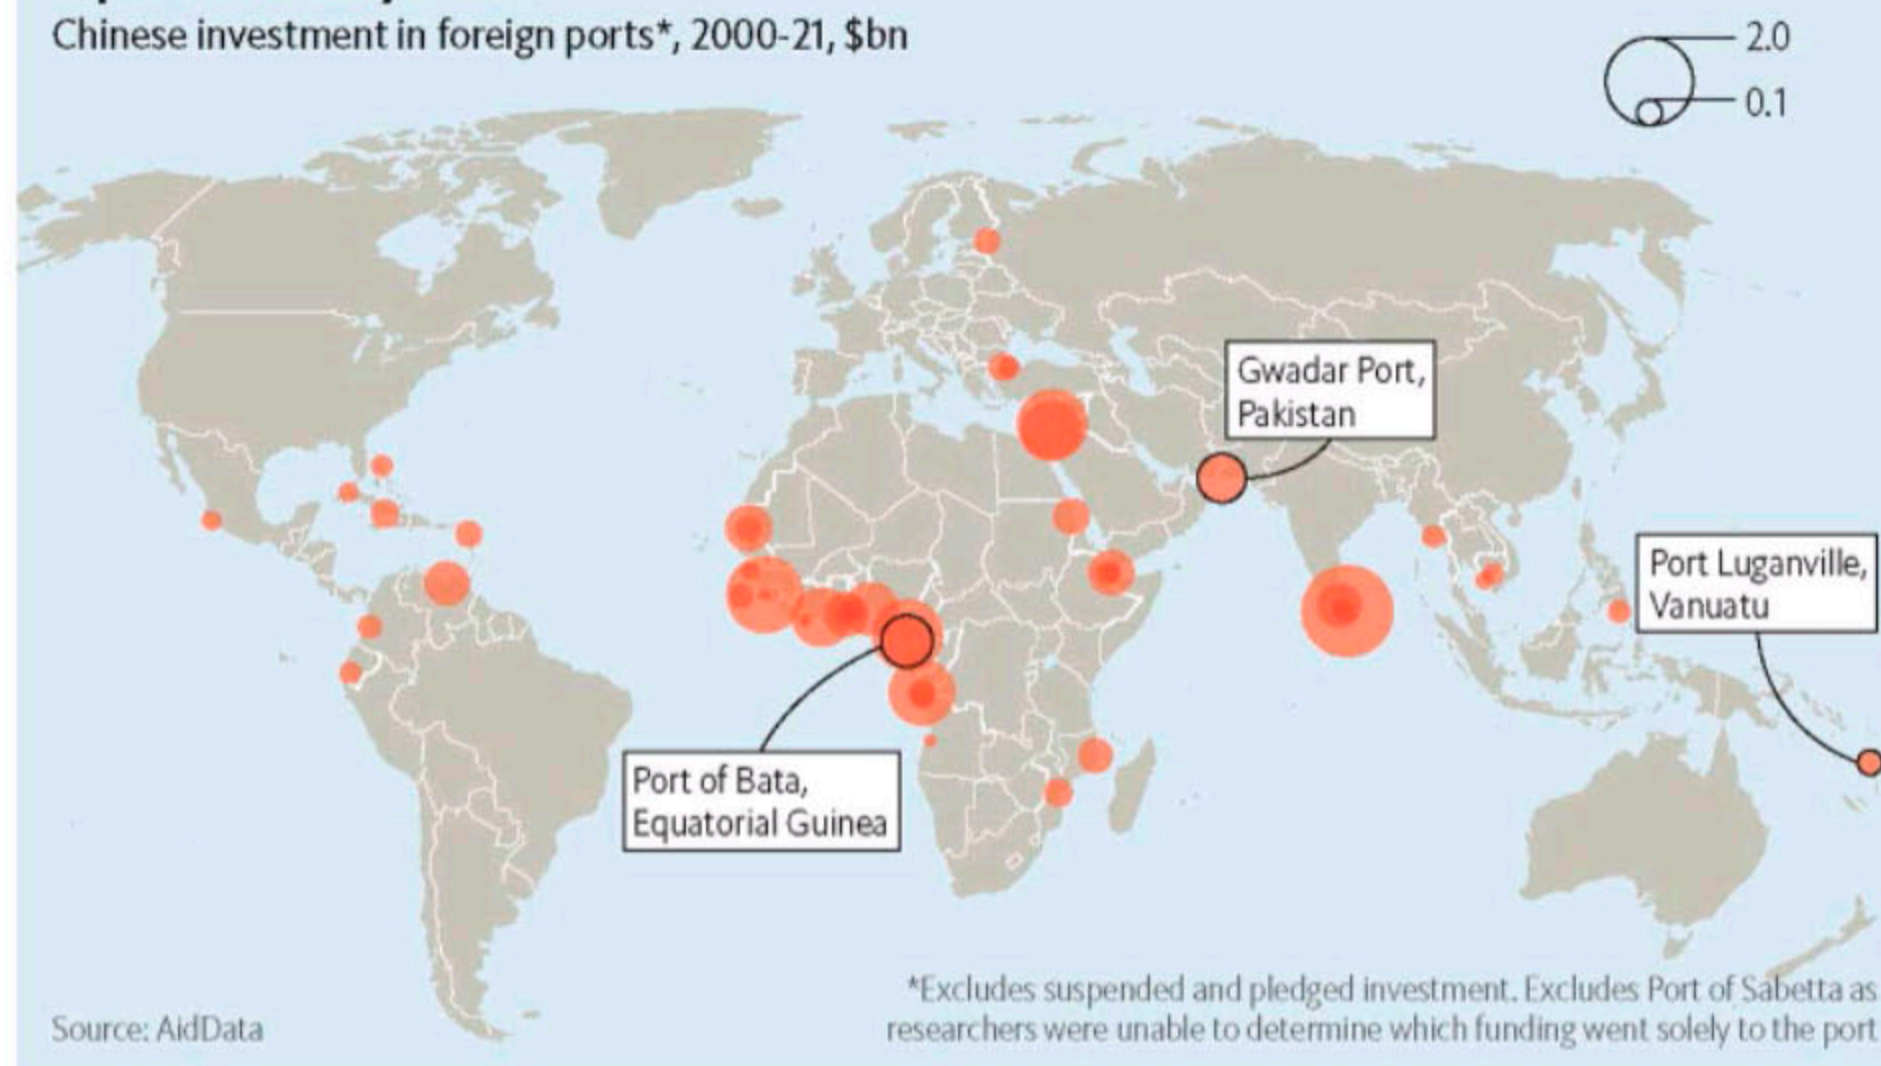 Chinese investment in foreign ports*, 2000-21, $bn
2.0
0.1
Gwadar Port,
Pakistan
Port Luganville,
Vanuatu
Port of Bata,
Equatorial Guinea
*Excludes suspended and pledged investment. Excludes Port of Sabetta as
researchers were unable to determine which funding went solely to the port
Source: AidData